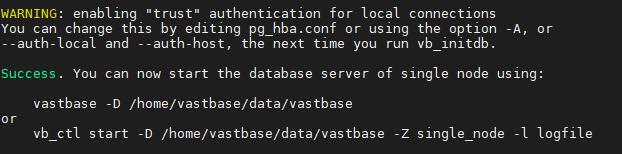 WARNING: enabling "trust" authentication for local connections
You can change this by editing pg_hba.conf or using the option -A, or
--auth-local and --auth-host, the next time you run vb_initdb.
Success. You can now start the database server of single node using:
vastbase -D /home/vastbase/data/vastbase
or
vb_ctl start -D /home/vastbase/data/vastbase -Z single_node -l logfile